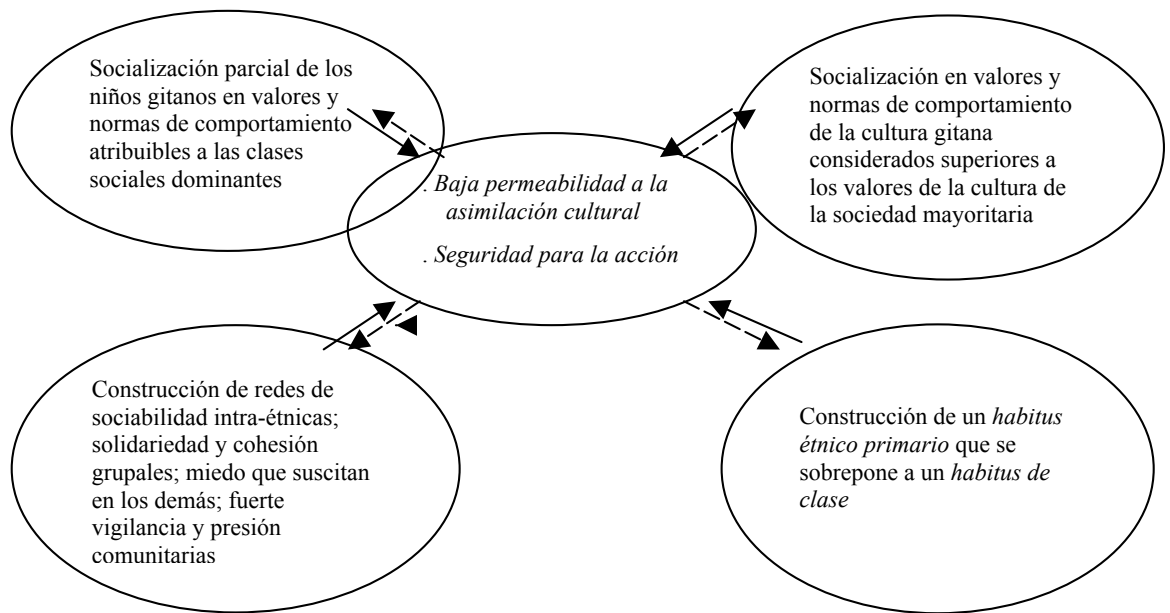 Socialización parcial de los
niños gitanos en valores y
normas de comportamiento
atribuibles a las clases
sociales dominantes
Socialización en valores y
normas de comportamiento
de la cultura gitana
considerados superiores a
los valores de la cultura de
la sociedad mayoritaria
. Baja permeabilidad a la
asimilación cultural
. Seguridad para la acción
Construcción de redes de
sociabilidad intra-étnicas;
solidariedad y cohesión
grupales; miedo que suscitan
en los demás; fuerte
vigilancia y presión
comunitarias
Construcción de un habitus
étnico primario que se
sobrepone a un habitus de
clase